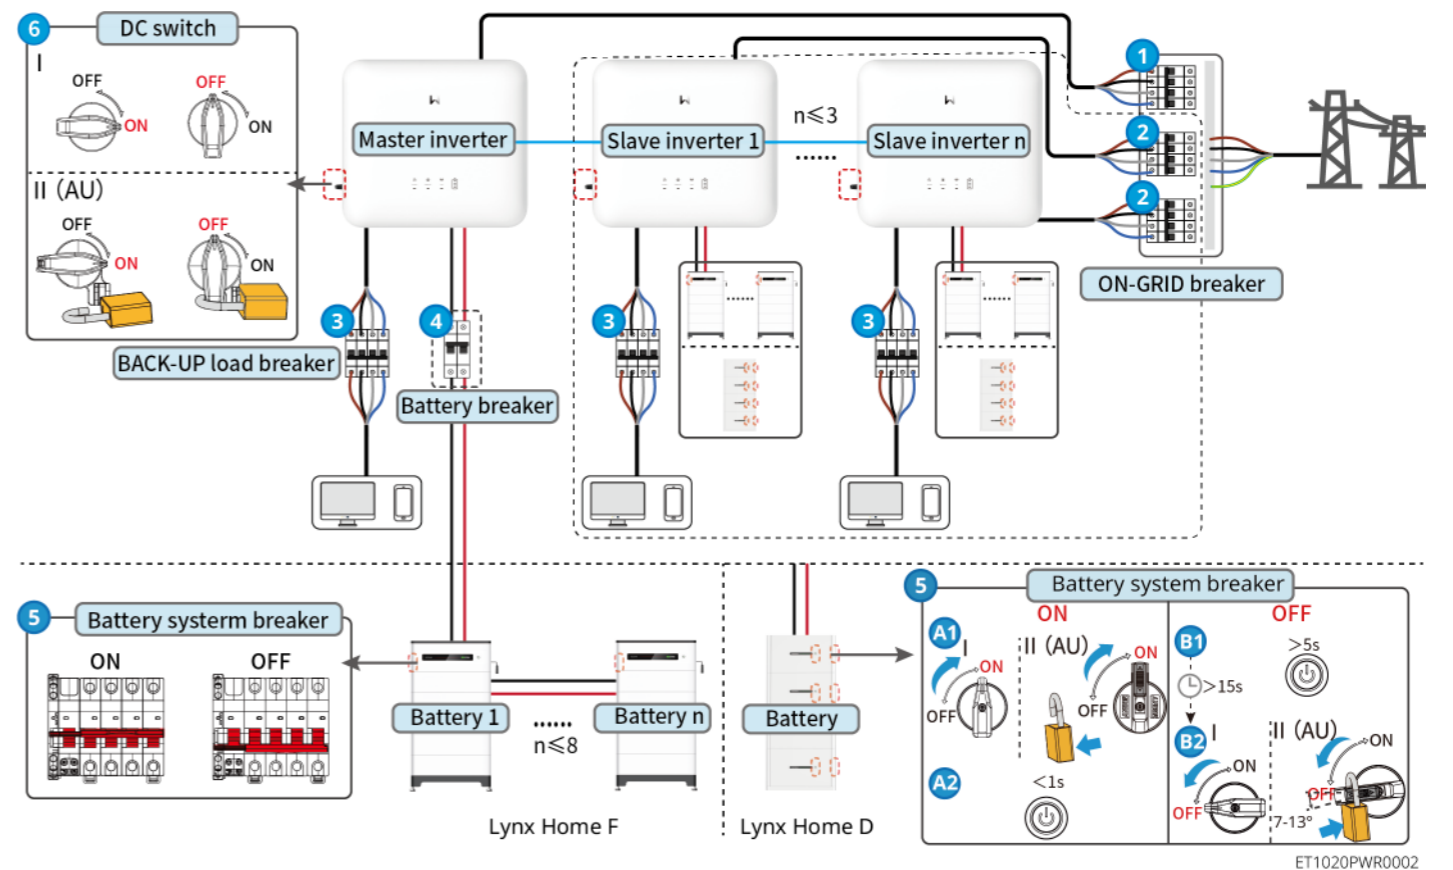 6
DC switch
I
OFF
ON
OFF
ON
II (AU)
OFF
ON
OFF
ON
Master inverter
Slave inverter 1
n≤3
......
Slave inverter n
1
2
2
ON-GRID breaker
3
BACK-UP load breaker
4
Battery breaker
3
......
3
......
5
Battery systerm breaker
ON
OFF
Battery 1
......
n≤8
Battery n
Lynx Home F
Battery
Lynx Home D
5
Battery system breaker
ON
A1
I
ON
OFF
II (AU)
ON
OFF
A2
<1s
OFF
B1
>5s
>15s
B2
I
ON
OFF
II (AU)
ON
OFF
7-13°
ET1020PWR0002